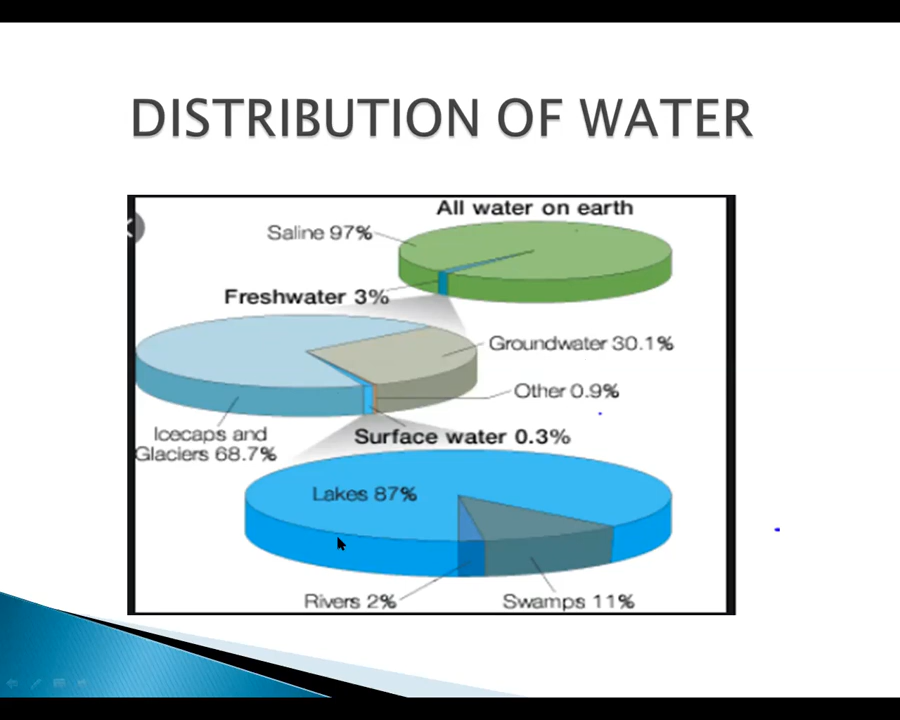 DISTRIBUTION OF WATER
All water on earth
Saline 97%
Freshwater 3%
Groundwater 30.1%
Other 0.9%
Icecaps and
Glaciers 68.7%
Surface water 0.3%
Lakes 87%
Rivers 2%
Swamps 11%